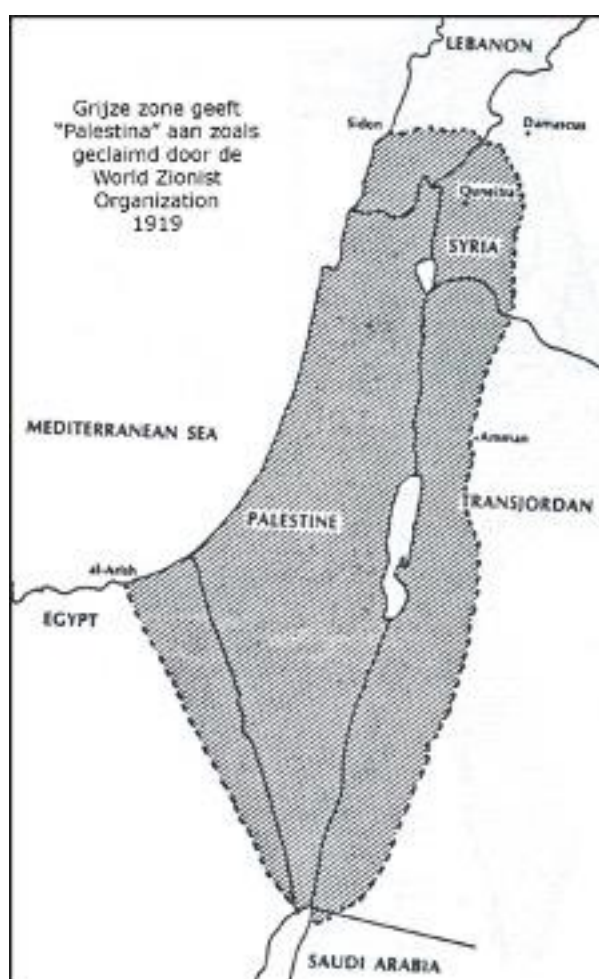 LEBANON
Grijze zone geeft
"Palestina" aan zoals
geclaimd door de
World Zionist
Organization
1919
Sidon
Damascus
SYRIA
MEDITERRANEAN SEA
Amman
TRANSJORDAN
PALESTINE
al-Arish
EGYPT
SAUDI ARABIA